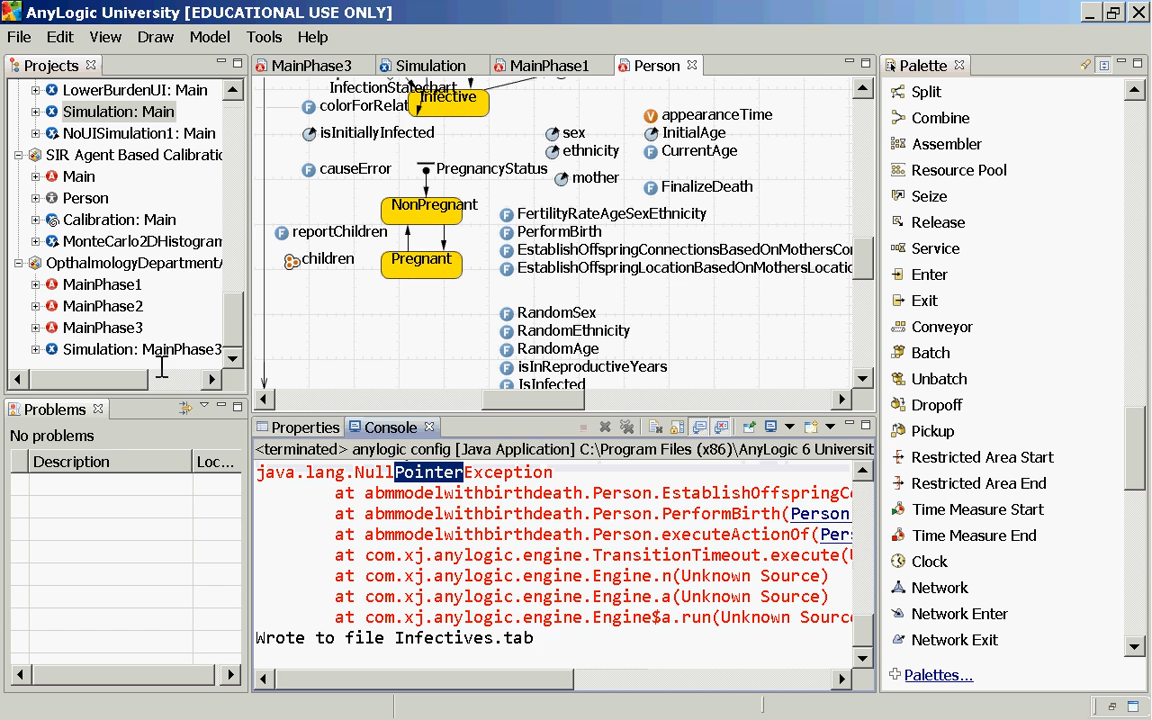 AnyLogic University [EDUCATIONAL USE ONLY]
File Edit View Draw Model Tools Help
Projects
LowerBurdenUI: Main
Simulation: Main
NoUISimulation1: Main
SIR Agent Based Calibratic
Main
Person
Calibration: Main
MonteCarlo2DHistogram
OpthalmologyDepartmentA
MainPhase1
MainPhase2
MainPhase3
Simulation: MainPhase3
Problems
No problems
Description Loc...
MainPhase3 Simulation MainPhase1 Person
InfectionStatechart
Infective
colorForRelat
isInitiallyInfected
causeError
PregnancyStatus
NonPregnant
reportChildren
children
Pregnant
sex
ethnicity
mother
appearanceTime
InitialAge
CurrentAge
FinalizeDeath
FertilityRateAgeSexEthnicity
PerformBirth
EstablishOffspringConnectionsBasedOnMothersCo
EstablishOffspringLocationBasedOnMothersLocatio
RandomSex
RandomEthnicity
RandomAge
isInReproductiveYears
IsInfected
Properties Console
<terminated> anylogic config [Java Application] C:\Program Files (x86)\AnyLogic 6 Universit
java.lang.NullPointerException
at abmmodelwithbirthdeath.Person.EstablishOffspringCo
at abmmodelwithbirthdeath.Person.PerformBirth(Person.
at abmmodelwithbirthdeath.Person.executeActionOf(Pers
at com.xj.anylogic.engine.TransitionTimeout.execute(U
at com.xj.anylogic.engine.Engine.n(Unknown Source)
at com.xj.anylogic.engine.Engine.a(Unknown Source)
at com.xj.anylogic.engine.Engine$a.run(Unknown Source
Wrote to file Infectives.tab
Palette
Split
Combine
Assembler
Resource Pool
Seize
Release
Service
Enter
Exit
Conveyor
Batch
Unbatch
Dropoff
Pickup
Restricted Area Start
Restricted Area End
Time Measure Start
Time Measure End
Clock
Network
Network Enter
Network Exit
Palettes...